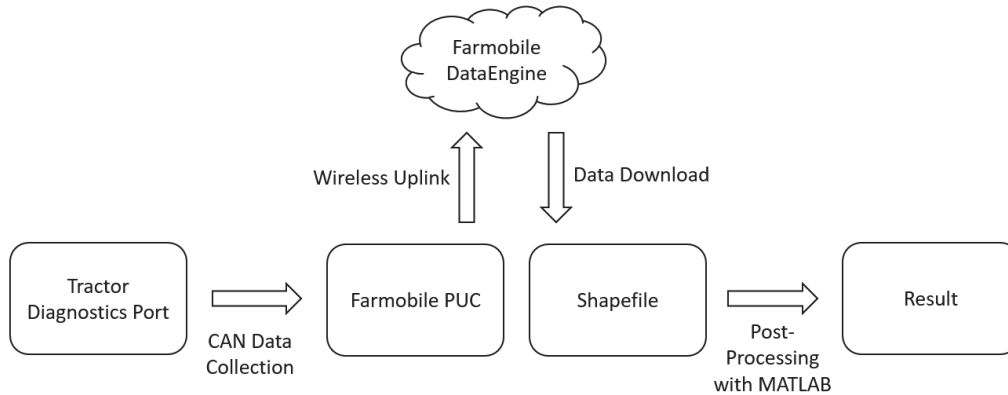 Farmobile
DataEngine
Wireless Uplink
Data Download
Tractor
Diagnostics Port
CAN Data
Collection
Farmobile PUC
Shapefile
Post-
Processing
with MATLAB
Result